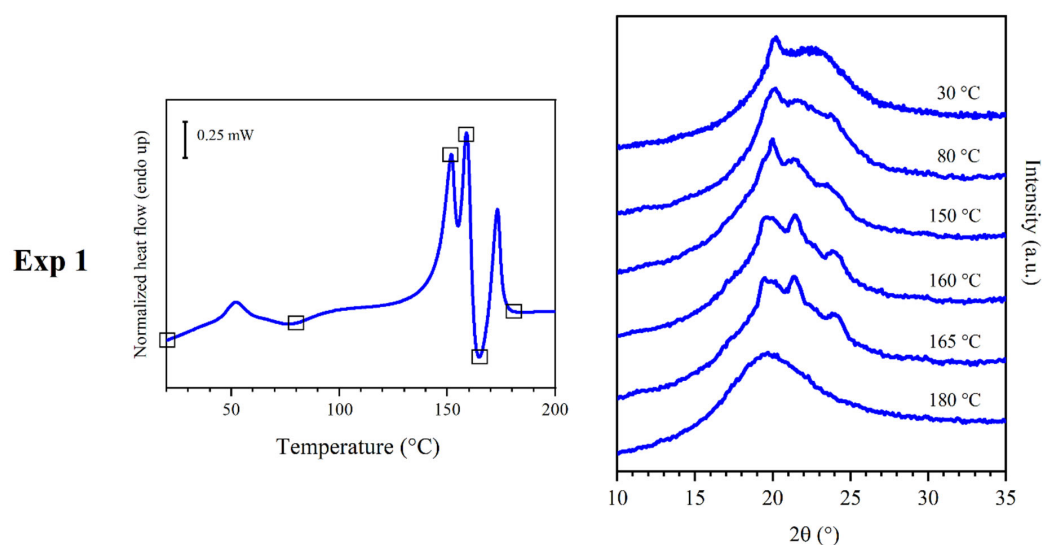 Exp 1
Normalized heat flow (endo up)
0.25 mW
50
100
150
200
Temperature (°C)
30 °C
80 °C
150 °C
160 °C
165 °C
180 °C
Intensity (a.u.)
10
15
20
25
30
35
2θ (°)